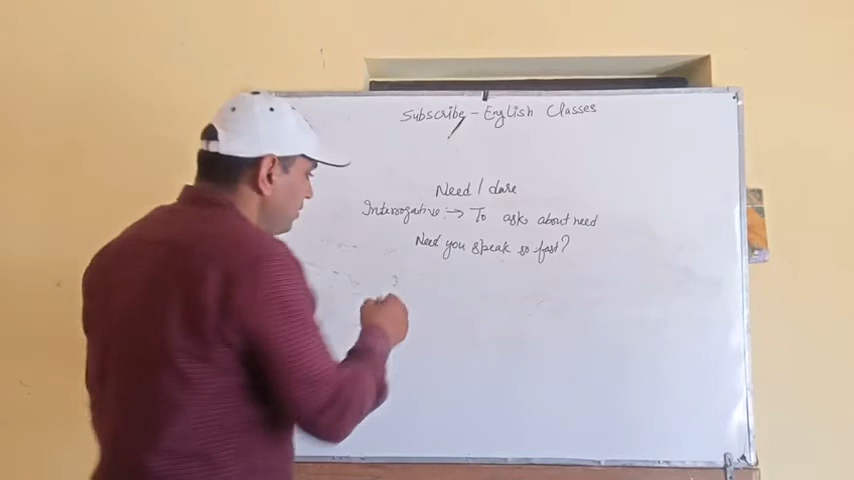 Subscribe - English Classes
Need / dare
Interrogative :-> To ask about need
Need you speak so fast?